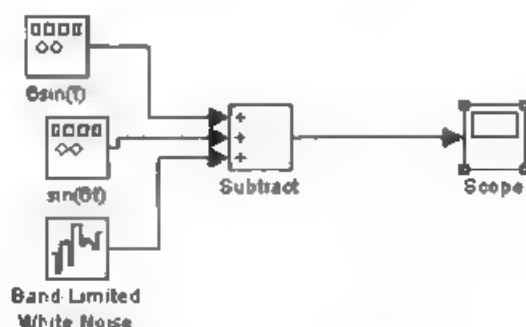 6sin(t)
sin(6t)
Subtract
Scope
Band-Limited
White Noise